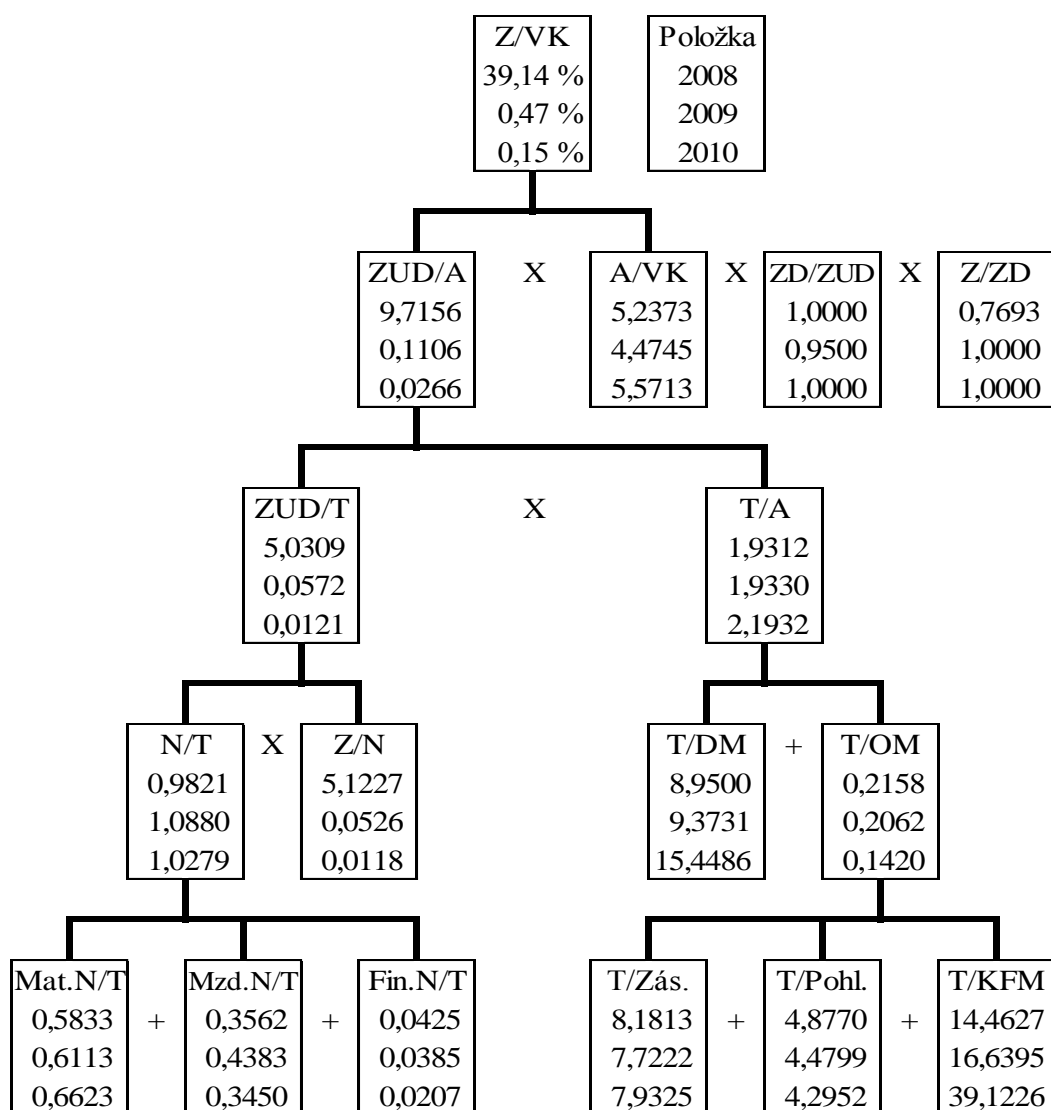 Z/VK
39,14 %
0,47 %
0,15 %
Položka
2008
2009
2010
ZUD/A
9,7156
0,1106
0,0266
X
A/VK
5,2373
4,4745
5,5713
X
ZD/ZUD
1,0000
0,9500
1,0000
X
Z/ZD
0,7693
1,0000
1,0000
ZUD/T
5,0309
0,0572
0,0121
X
T/A
1,9312
1,9330
2,1932
N/T
0,9821
1,0880
1,0279
X
Z/N
5,1227
0,0526
0,0118
T/DM
8,9500
9,3731
15,4486
+
T/OM
0,2158
0,2062
0,1420
Mat.N/T
0,5833
0,6113
0,6623
+
Mzd.N/T
0,3562
0,4383
0,3450
+
Fin.N/T
0,0425
0,0385
0,0207
T/Zás.
8,1813
7,7222
7,9325
+
T/Pohl.
4,8770
4,4799
4,2952
+
T/KFM
14,4627
16,6395
39,1226